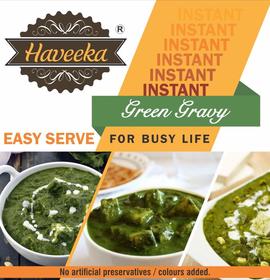 Haveeka
®
INSTANT
INSTANT
INSTANT
INSTANT
INSTANT
INSTANT
Green Gravy
EASY SERVE FOR BUSY LIFE
No artificial preservatives / colours added.